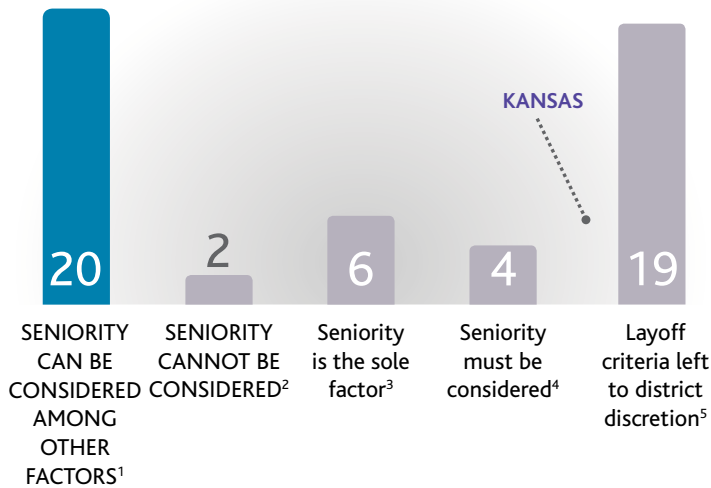 KANSAS
20
2
6
4
19
SENIORITY
CAN BE
CONSIDERED
AMONG
OTHER
FACTORS¹
SENIORITY
CANNOT BE
CONSIDERED²
Seniority
is the sole
factor³
Seniority
must be
considered⁴
Layoff
criteria left
to district
discretion⁵